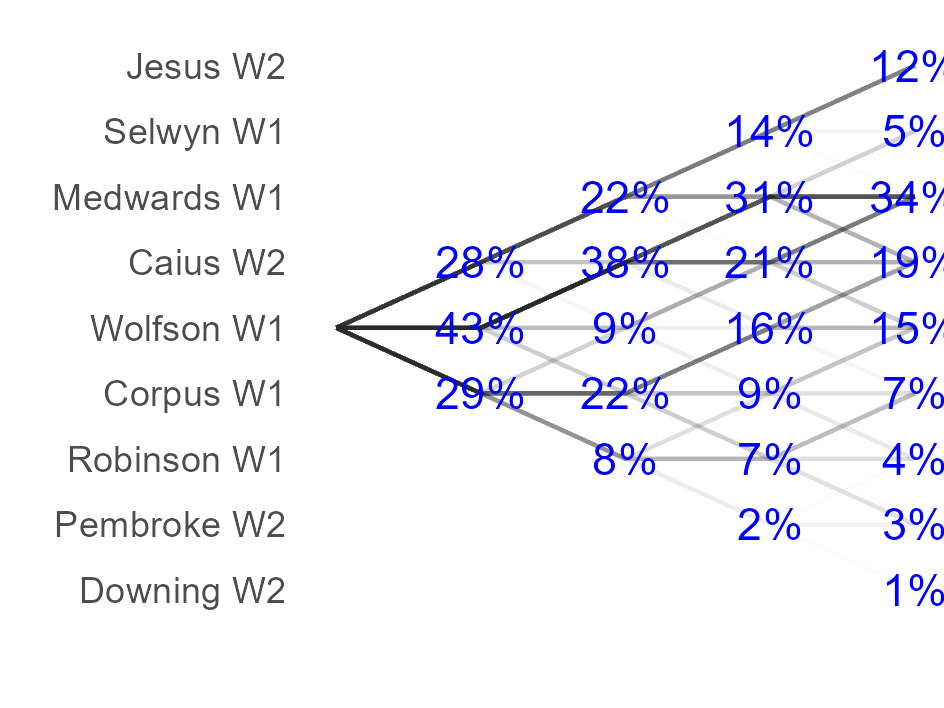 Jesus W2 12%
Selwyn W1 14% 5%
Medwards W1 22% 31% 34%
Caius W2 28% 38% 21% 19%
Wolfson W1 43% 9% 16% 15%
Corpus W1 29% 22% 9% 7%
Robinson W1 8% 7% 4%
Pembroke W2 2% 3%
Downing W2 1%